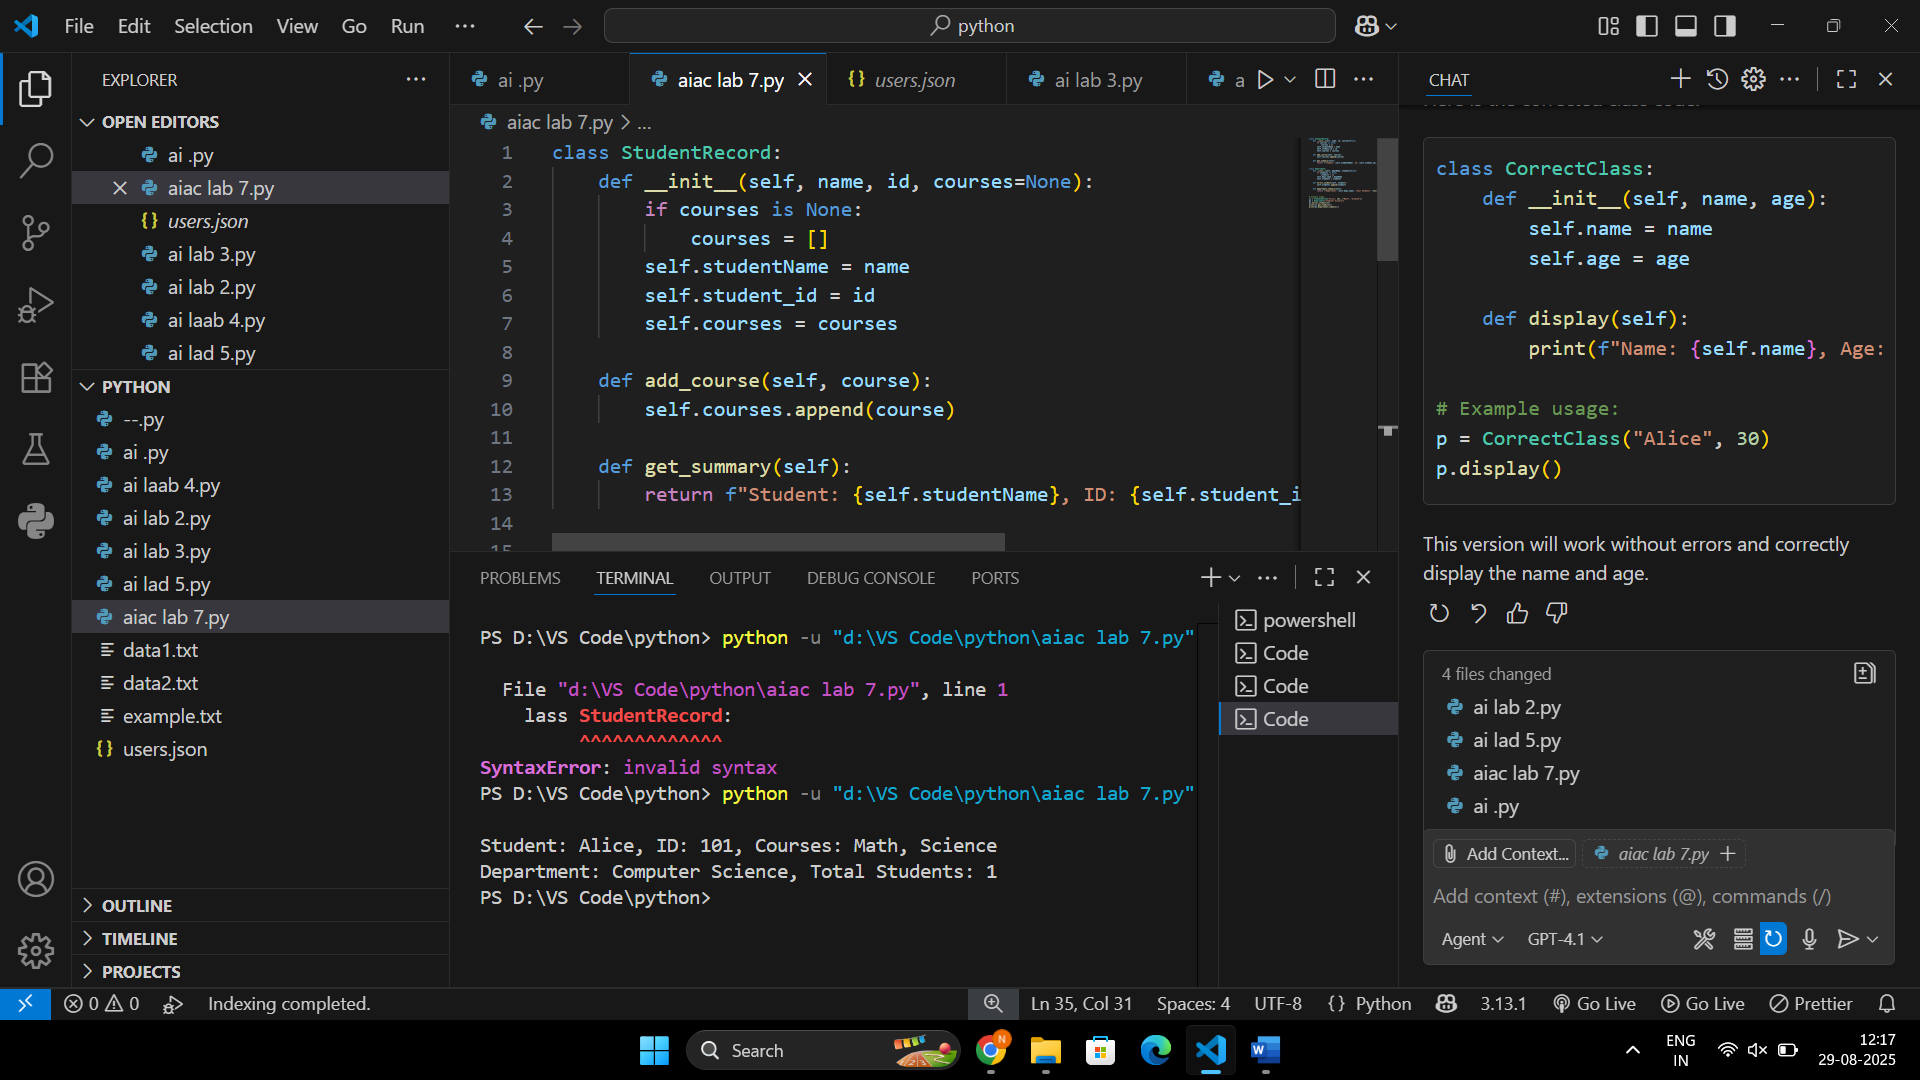 File Edit Selection View Go Run ··· python
EXPLORER
OPEN EDITORS
ai .py
aiac lab 7.py
{} users.json
ai lab 3.py
ai lab 2.py
ai laab 4.py
ai lad 5.py
PYTHON
--.py
ai .py
ai laab 4.py
ai lab 2.py
ai lab 3.py
ai lad 5.py
aiac lab 7.py
data1.txt
data2.txt
example.txt
{} users.json
OUTLINE
TIMELINE
PROJECTS
ai .py aiac lab 7.py {} users.json ai lab 3.py a
aiac lab 7.py > ...
1 class StudentRecord:
2 def __init__(self, name, id, courses=None):
3 if courses is None:
4 courses = []
5 self.studentName = name
6 self.student_id = id
7 self.courses = courses
8
9 def add_course(self, course):
10 self.courses.append(course)
11
12 def get_summary(self):
13 return f"Student: {self.studentName}, ID: {self.student_i
14
15
PROBLEMS TERMINAL OUTPUT DEBUG CONSOLE PORTS
PS D:\VS Code\python> python -u "d:\VS Code\python\aiac lab 7.py"
File "d:\VS Code\python\aiac lab 7.py", line 1
lass StudentRecord:
^^^^^^^^^^^^^
SyntaxError: invalid syntax
PS D:\VS Code\python> python -u "d:\VS Code\python\aiac lab 7.py"
Student: Alice, ID: 101, Courses: Math, Science
Department: Computer Science, Total Students: 1
PS D:\VS Code\python>
powershell
Code
Code
Code
CHAT
class CorrectClass:
def __init__(self, name, age):
self.name = name
self.age = age
def display(self):
print(f"Name: {self.name}, Age:
# Example usage:
p = CorrectClass("Alice", 30)
p.display()
This version will work without errors and correctly
display the name and age.
4 files changed
ai lab 2.py
ai lad 5.py
aiac lab 7.py
ai .py
Add Context... aiac lab 7.py +
Add context (#), extensions (@), commands (/)
Agent GPT-4.1
0 0 Indexing completed. Ln 35, Col 31 Spaces: 4 UTF-8 {} Python 3.13.1 Go Live Go Live Prettier
Search
N
W
ENG
IN
12:17
29-08-2025